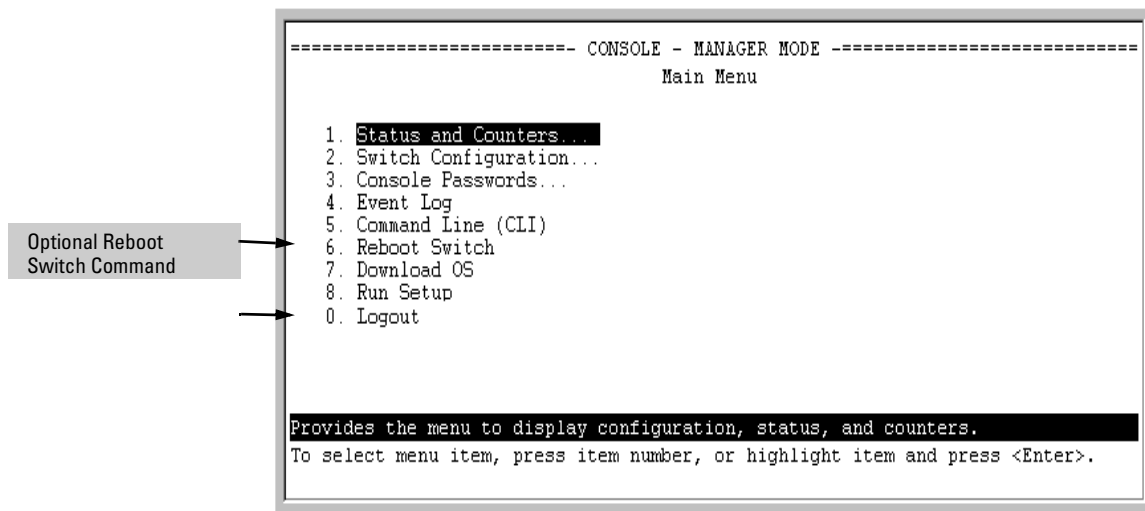 ==========================- CONSOLE - MANAGER MODE -============================
Main Menu
1. Status and Counters...
2. Switch Configuration...
3. Console Passwords...
4. Event Log
5. Command Line (CLI)
6. Reboot Switch
7. Download OS
8. Run Setup
0. Logout
Optional Reboot
Switch Command
Provides the menu to display configuration, status, and counters.
To select menu item, press item number, or highlight item and press <Enter>.